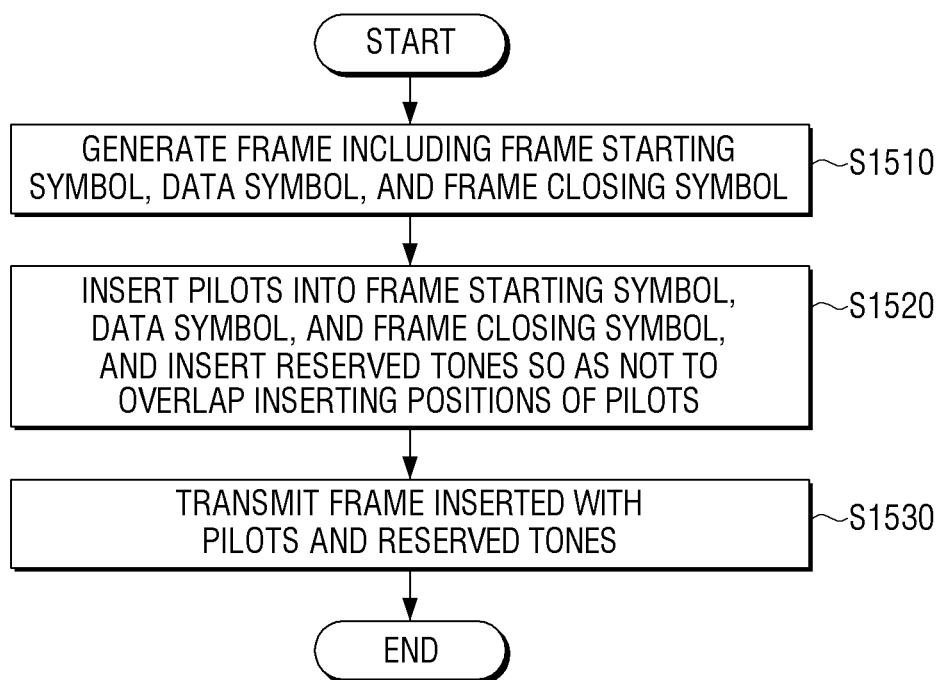 START
GENERATE FRAME INCLUDING FRAME STARTING
SYMBOL, DATA SYMBOL, AND FRAME CLOSING SYMBOL
S1510
INSERT PILOTS INTO FRAME STARTING SYMBOL,
DATA SYMBOL, AND FRAME CLOSING SYMBOL,
AND INSERT RESERVED TONES SO AS NOT TO
OVERLAP INSERTING POSITIONS OF PILOTS
S1520
TRANSMIT FRAME INSERTED WITH
PILOTS AND RESERVED TONES
S1530
END